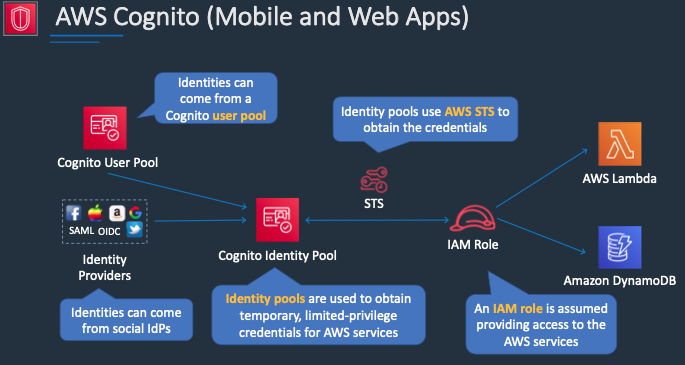 AWS Cognito (Mobile and Web Apps)
Identities can
come from a
Cognito user pool
Identity pools use AWS STS to
obtain the credentials
Cognito User Pool
AWS Lambda
STS
a
G
SAML OIDC
IAM Role
Identity
Providers
Cognito Identity Pool
Amazon DynamoDB
Identities can come
from social IdPs
Identity pools are used to obtain
temporary, limited-privilege
credentials for AWS services
An IAM role is assumed
providing access to the
AWS services